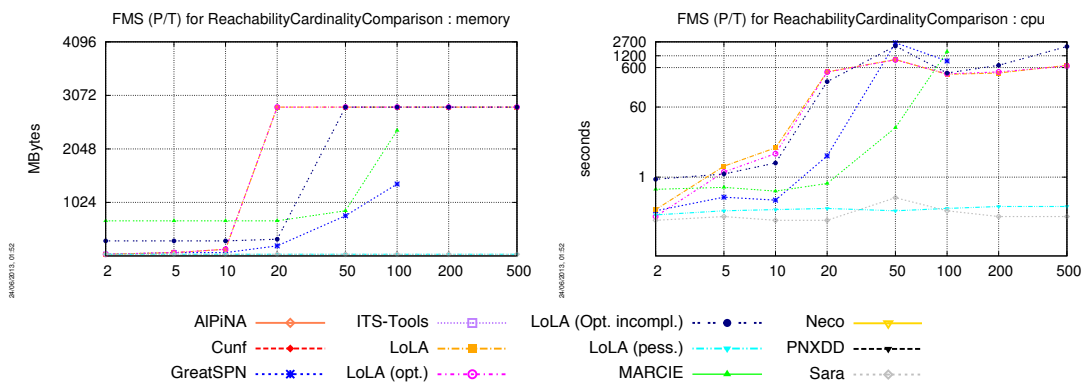 FMS (P/T) for ReachabilityCardinalityComparison : memory
4096
3072
2048
1024
MBytes
2 5 10 20 50 100 200 500
24/06/2013, 01:52
FMS (P/T) for ReachabilityCardinalityComparison : cpu
2700
1200
600
60
1
seconds
2 5 10 20 50 100 200 500
24/06/2013, 01:52
AlPiNA ITS-Tools LoLA (Opt. incompl.) Neco
Cunf LoLA LoLA (pess.) PNXDD
GreatSPN LoLA (opt.) MARCIE Sara